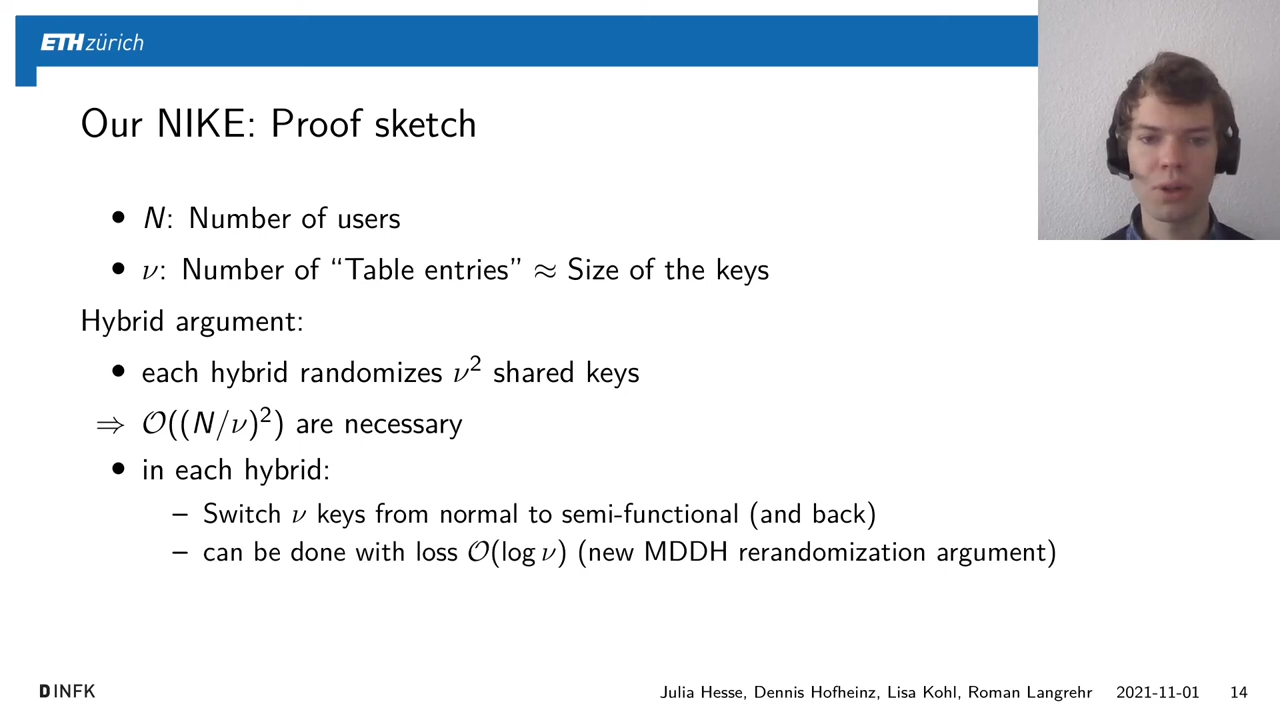 ETH zürich
Our NIKE: Proof sketch
• N: Number of users
• ν: Number of “Table entries” ≈ Size of the keys
Hybrid argument:
• each hybrid randomizes ν² shared keys
⇒ O((N/ν)²) are necessary
• in each hybrid:
– Switch ν keys from normal to semi-functional (and back)
– can be done with loss O(log ν) (new MDDH rerandomization argument)
D INFK
Julia Hesse, Dennis Hofheinz, Lisa Kohl, Roman Langrehr 2021-11-01 14